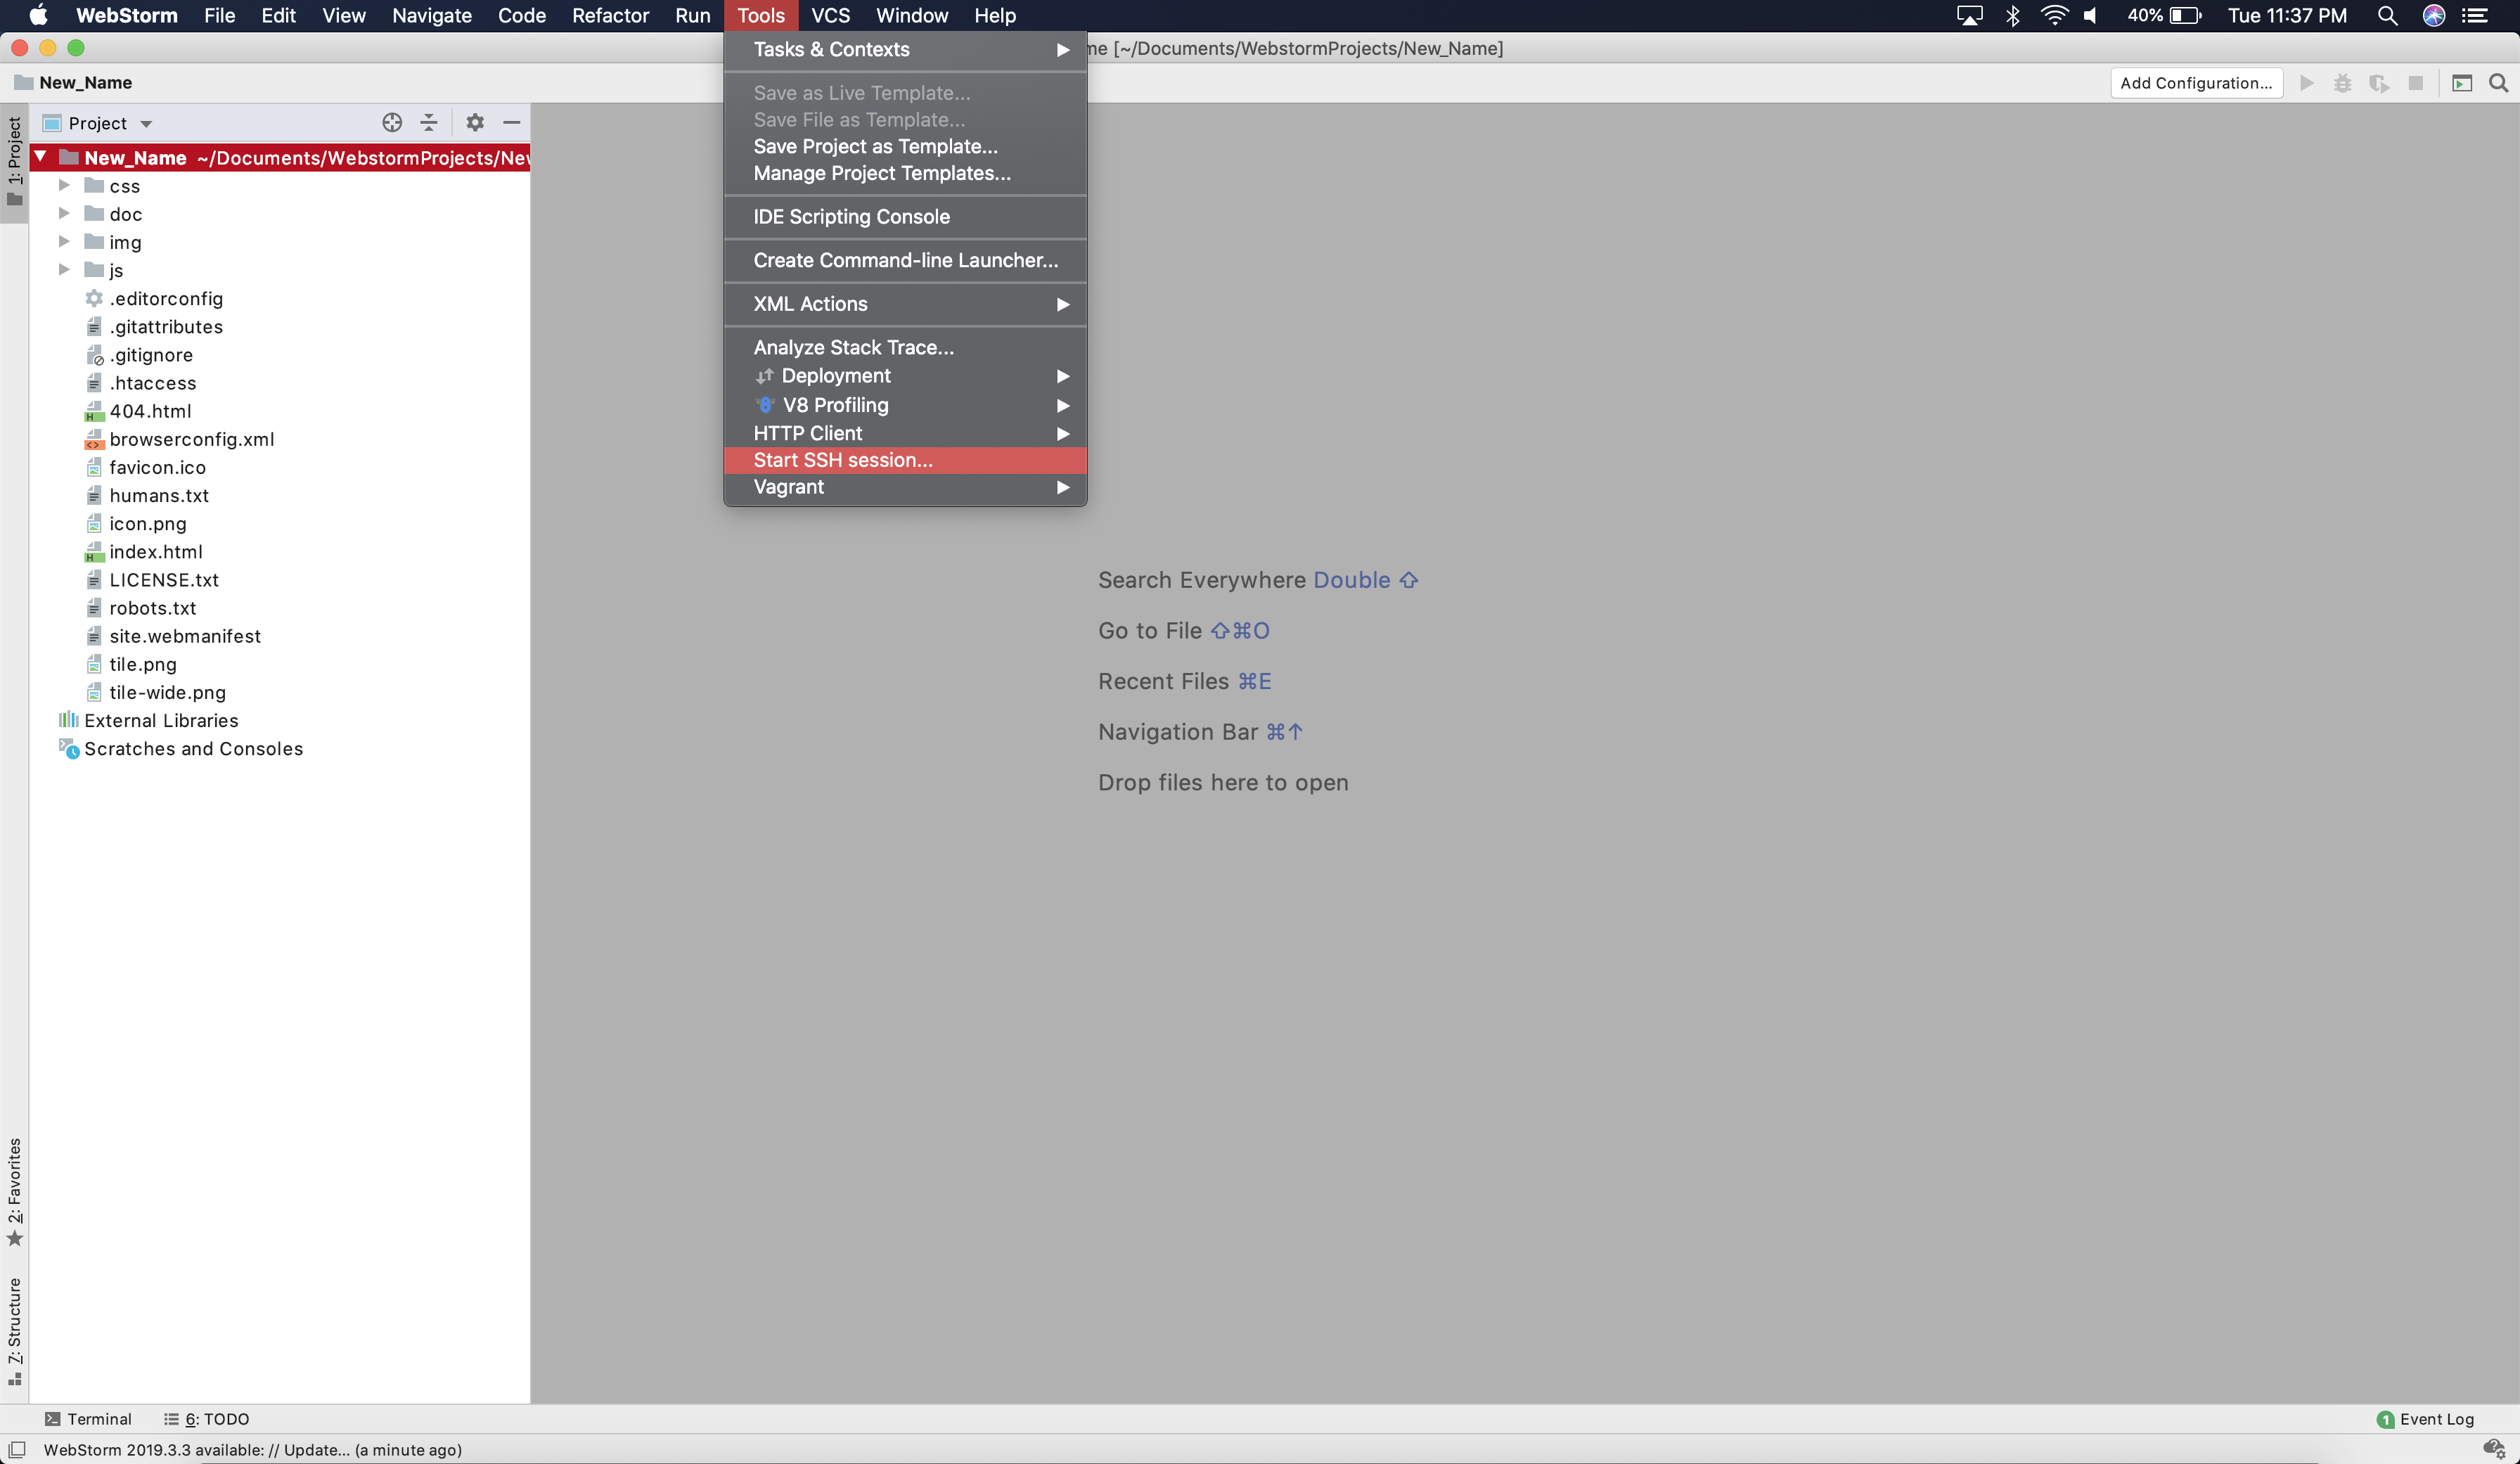 WebStorm File Edit View Navigate Code Refactor Run Tools VCS Window Help 40% Tue 11:37 PM
me [~/Documents/WebstormProjects/New_Name]
New_Name
Add Configuration...
1: Project
Project
New_Name ~/Documents/WebstormProjects/New
css
doc
img
js
.editorconfig
.gitattributes
.gitignore
.htaccess
404.html
browserconfig.xml
favicon.ico
humans.txt
icon.png
index.html
LICENSE.txt
robots.txt
site.webmanifest
tile.png
tile-wide.png
External Libraries
Scratches and Consoles
Tasks & Contexts
Save as Live Template...
Save File as Template...
Save Project as Template...
Manage Project Templates...
IDE Scripting Console
Create Command-line Launcher...
XML Actions
Analyze Stack Trace...
Deployment
V8 Profiling
HTTP Client
Start SSH session...
Vagrant
Search Everywhere Double ⇧
Go to File ⇧⌘O
Recent Files ⌘E
Navigation Bar ⌘↑
Drop files here to open
2: Favorites
7: Structure
Terminal
6: TODO
1 Event Log
WebStorm 2019.3.3 available: // Update... (a minute ago)